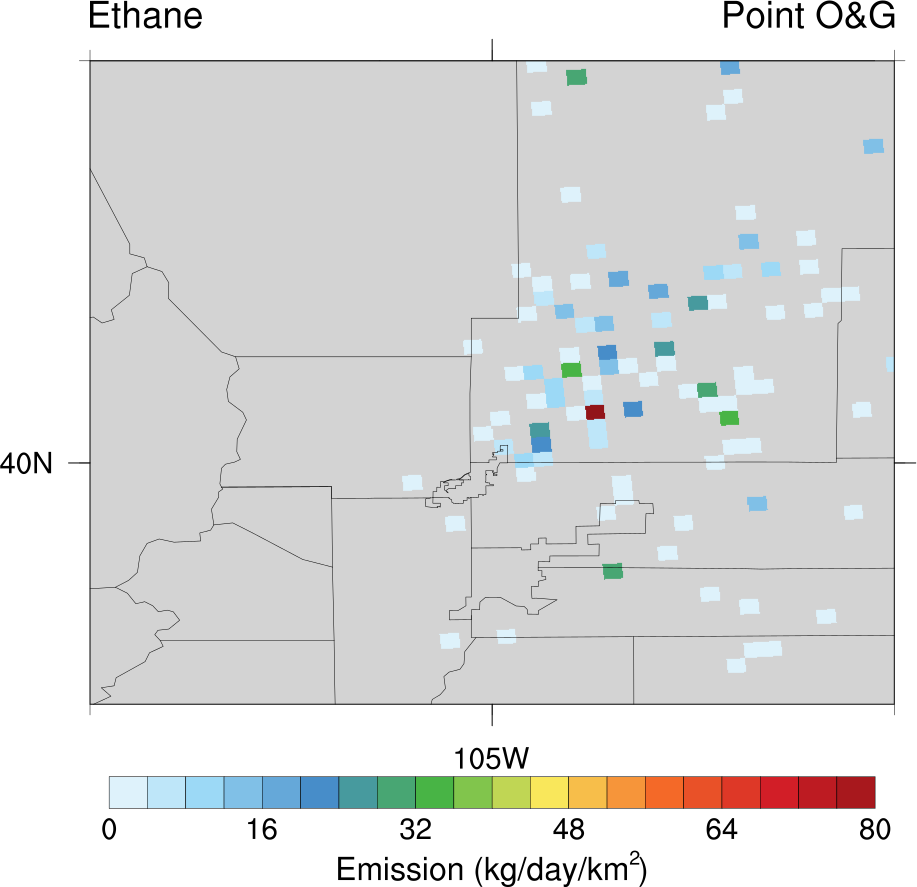 Ethane Point O&G
40N
105W
0 16 32 48 64 80
Emission (kg/day/km²)